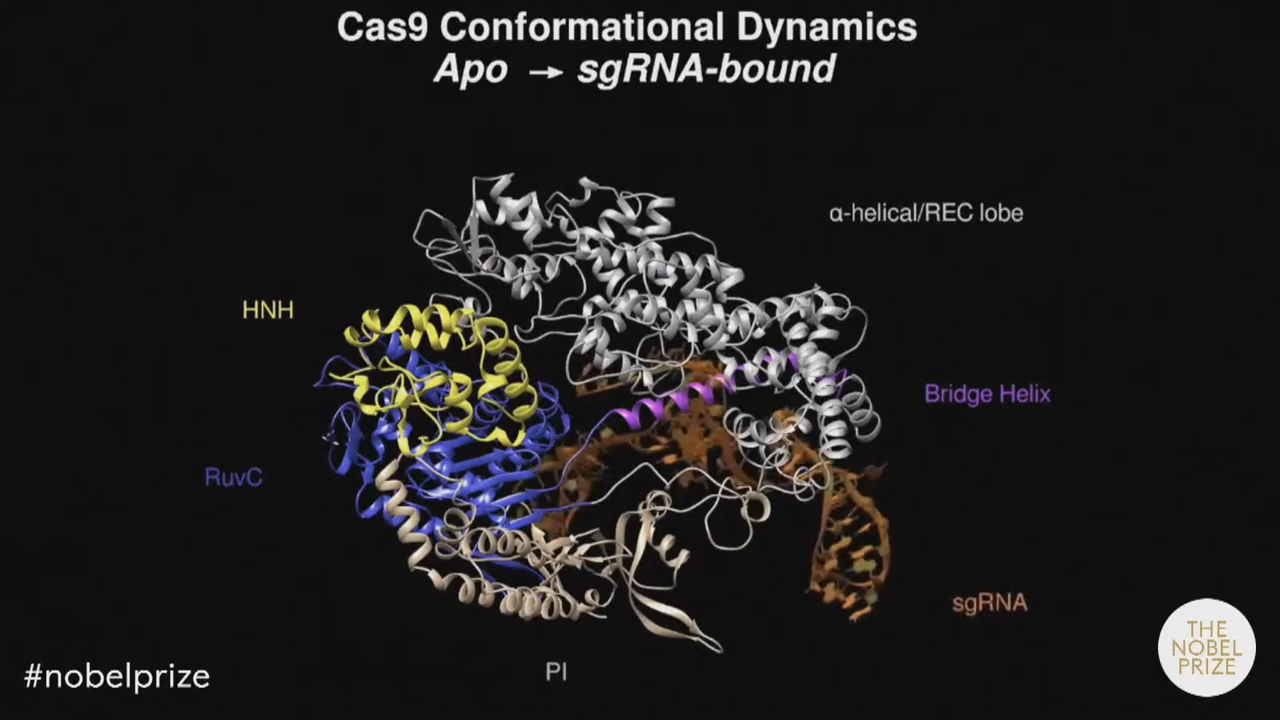 Cas9 Conformational Dynamics
Apo → sgRNA-bound
α-helical/REC lobe
HNH
Bridge Helix
RuvC
sgRNA
PI
#nobelprize
THE
NOBEL
PRIZE